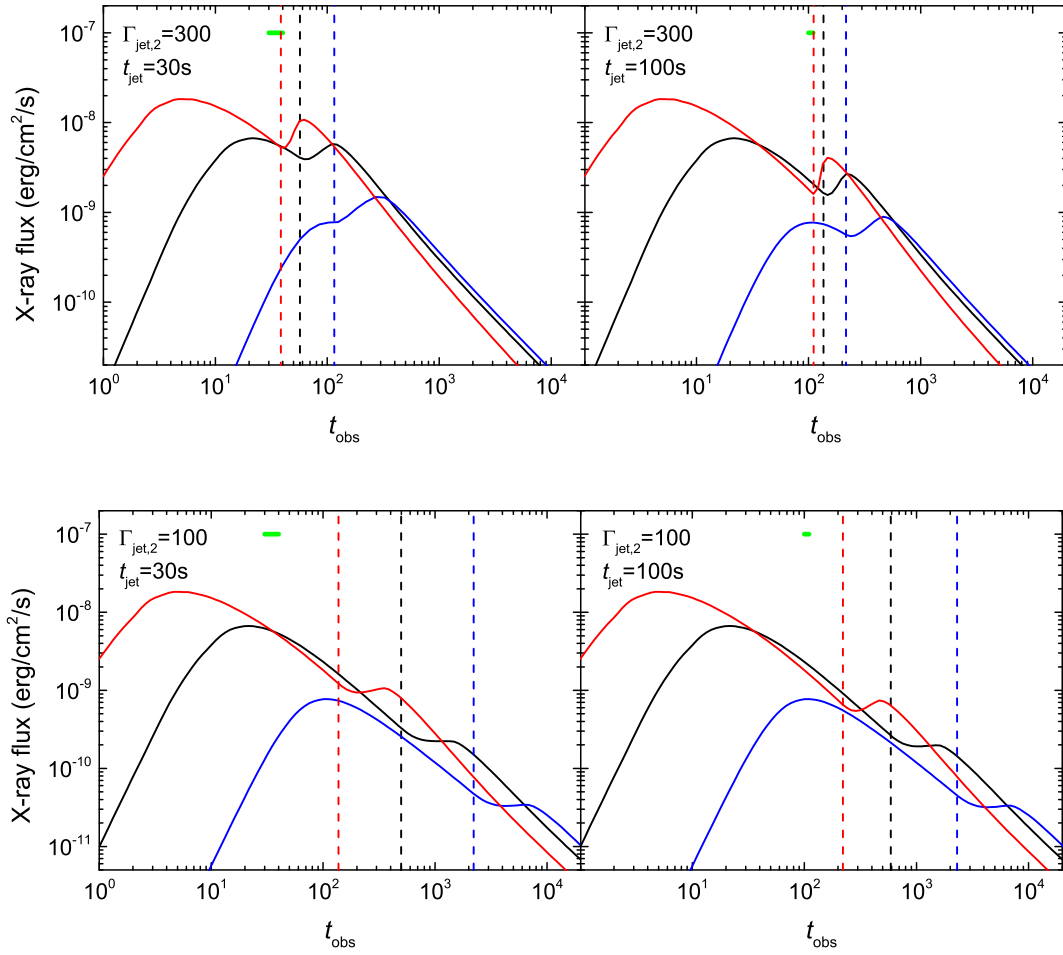 Γjet,2=300
tjet=30s
Γjet,2=300
tjet=100s
X-ray flux (erg/cm²/s)
10⁻⁷
10⁻⁸
10⁻⁹
10⁻¹⁰
10⁰ 10¹ 10² 10³ 10⁴
10¹ 10² 10³ 10⁴
tobs
tobs
Γjet,2=100
tjet=30s
Γjet,2=100
tjet=100s
X-ray flux (erg/cm²/s)
10⁻⁷
10⁻⁸
10⁻⁹
10⁻¹⁰
10⁻¹¹
10⁰ 10¹ 10² 10³ 10⁴
10¹ 10² 10³ 10⁴
tobs
tobs